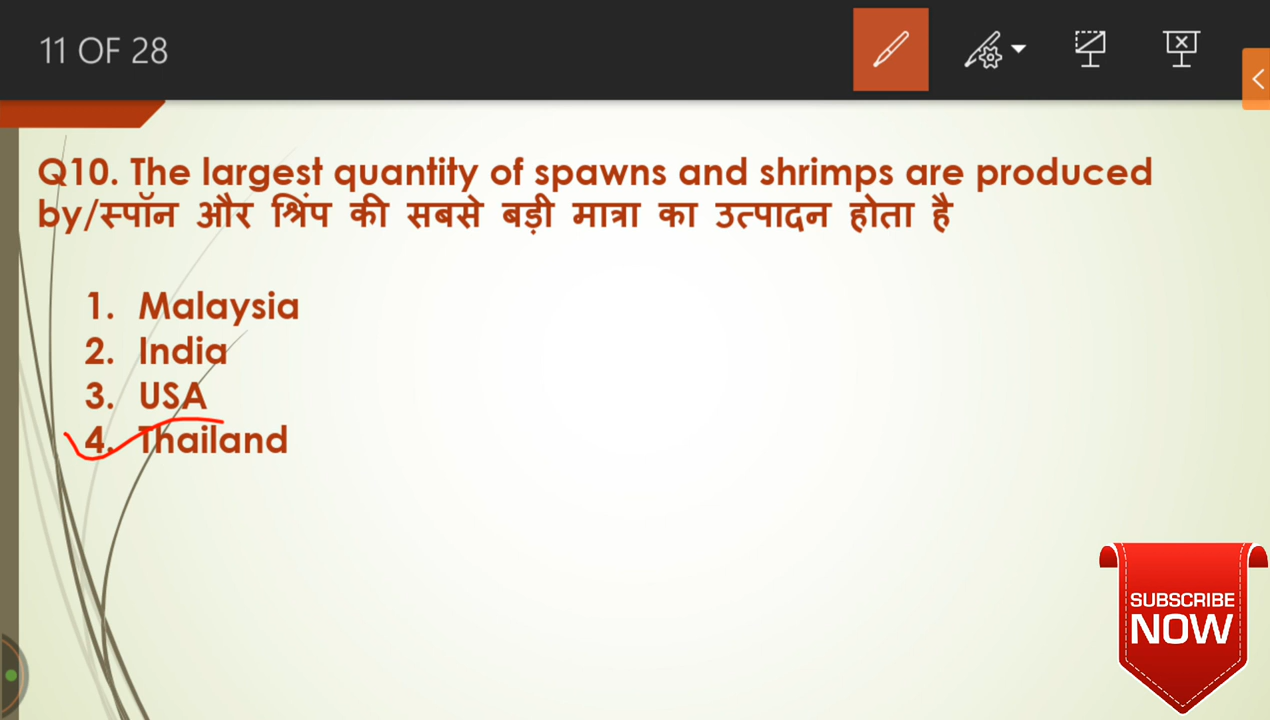 11 OF 28
Q10. The largest quantity of spawns and shrimps are produced
by/स्पॉन और श्रिंप की सबसे बड़ी मात्रा का उत्पादन होता है
1. Malaysia
2. India
3. USA
4. Thailand
SUBSCRIBE
NOW